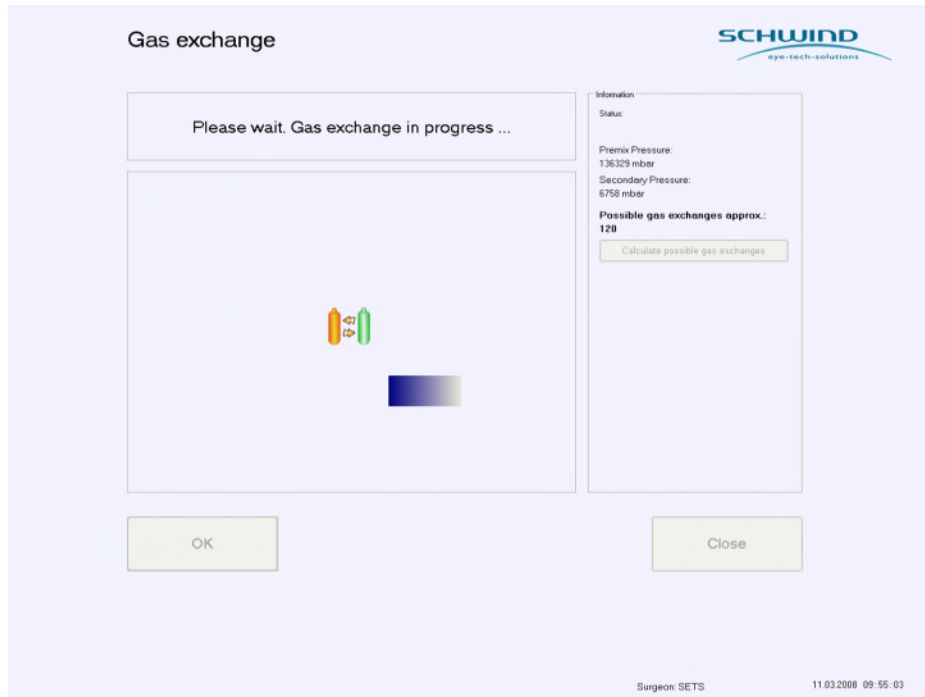 Gas exchange
SCHWIND
eye-tech-solutions
Please wait. Gas exchange in progress ...
Information
Status:
Premix Pressure:
136329 mbar
Secondary Pressure:
6758 mbar
Possible gas exchanges approx.:
120
Calculate possible gas exchanges
OK
Close
Surgeon: SETS
11.03.2008 09:55:03